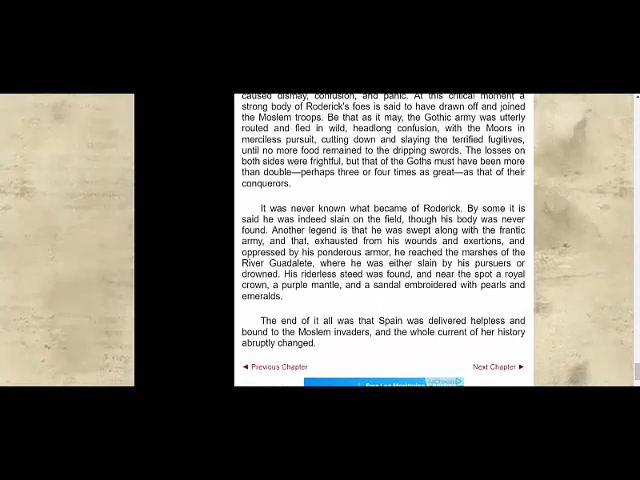 caused dismay, confusion, and panic. At this critical moment a
strong body of Roderick's foes is said to have drawn off and joined
the Moslem troops. Be that as it may, the Gothic army was utterly
routed and fled in wild, headlong confusion, with the Moors in
merciless pursuit, cutting down and slaying the terrified fugitives,
until no more food remained to the dripping swords. The losses on
both sides were frightful, but that of the Goths must have been more
than double—perhaps three or four times as great—as that of their
conquerors.
It was never known what became of Roderick. By some it is
said he was indeed slain on the field, though his body was never
found. Another legend is that he was swept along with the frantic
army, and that, exhausted from his wounds and exertions, and
oppressed by his ponderous armor, he reached the marshes of the
River Guadalete, where he was either slain by his pursuers or
drowned. His riderless steed was found, and near the spot a royal
crown, a purple mantle, and a sandal embroidered with pearls and
emeralds.
The end of it all was that Spain was delivered helpless and
bound to the Moslem invaders, and the whole current of her history
abruptly changed.
◄ Previous Chapter Next Chapter ►